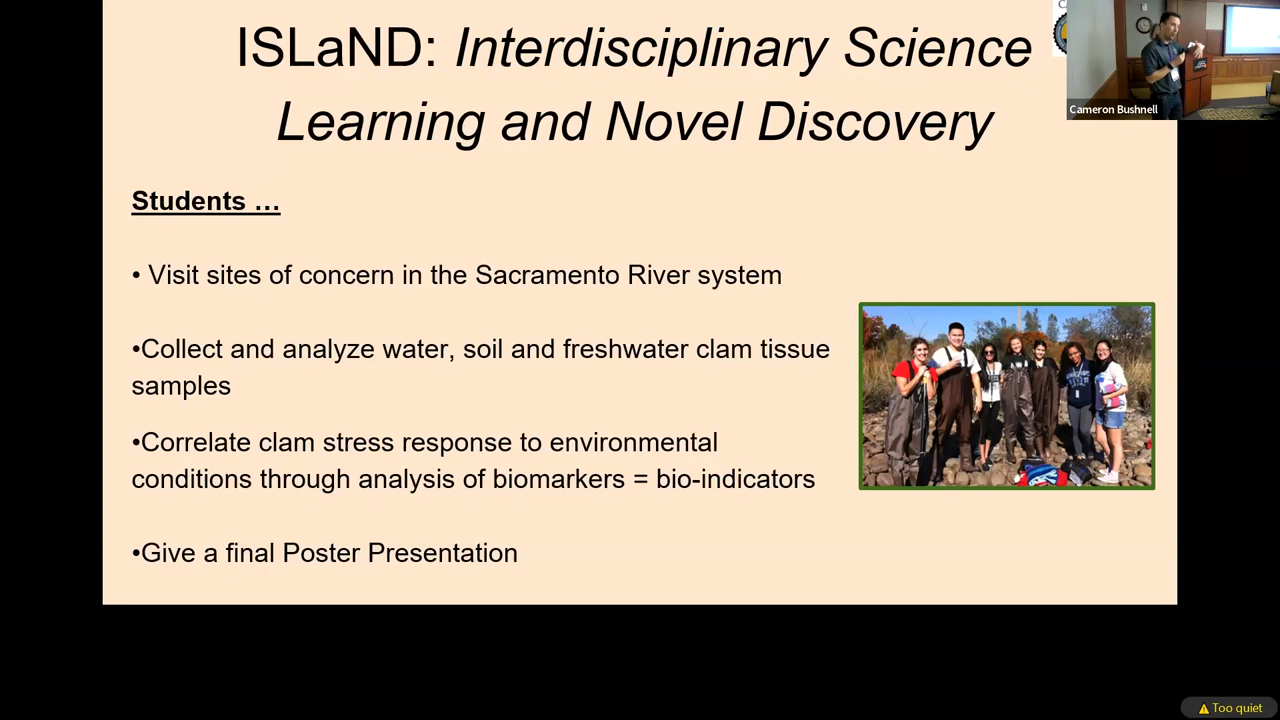 ISLaND: Interdisciplinary Science
Learning and Novel Discovery
Students …
• Visit sites of concern in the Sacramento River system
•Collect and analyze water, soil and freshwater clam tissue
samples
•Correlate clam stress response to environmental
conditions through analysis of biomarkers = bio-indicators
•Give a final Poster Presentation
Cameron Bushnell
Too quiet